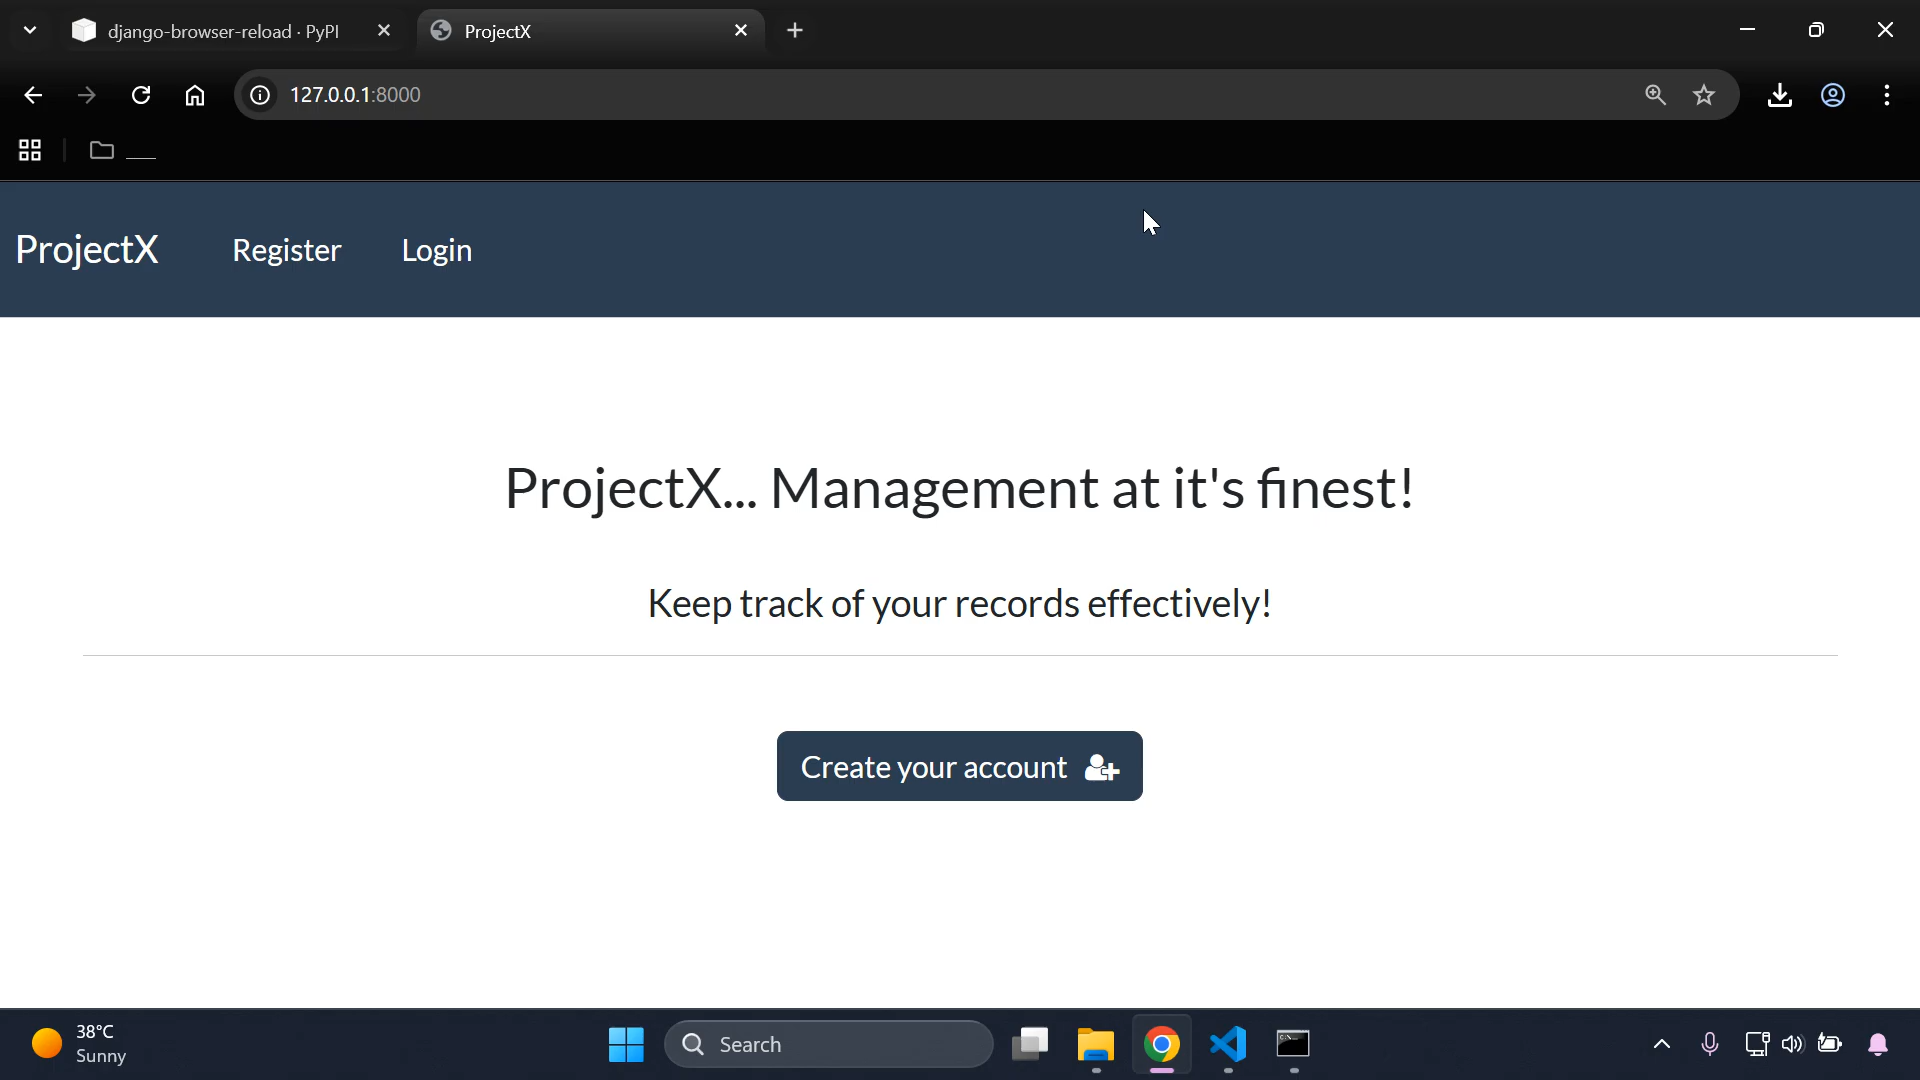 django-browser-reload · PyPI
ProjectX
127.0.0.1:8000
ProjectX Register Login
ProjectX... Management at it's finest!
Keep track of your records effectively!
Create your account
38°C
Sunny
Search